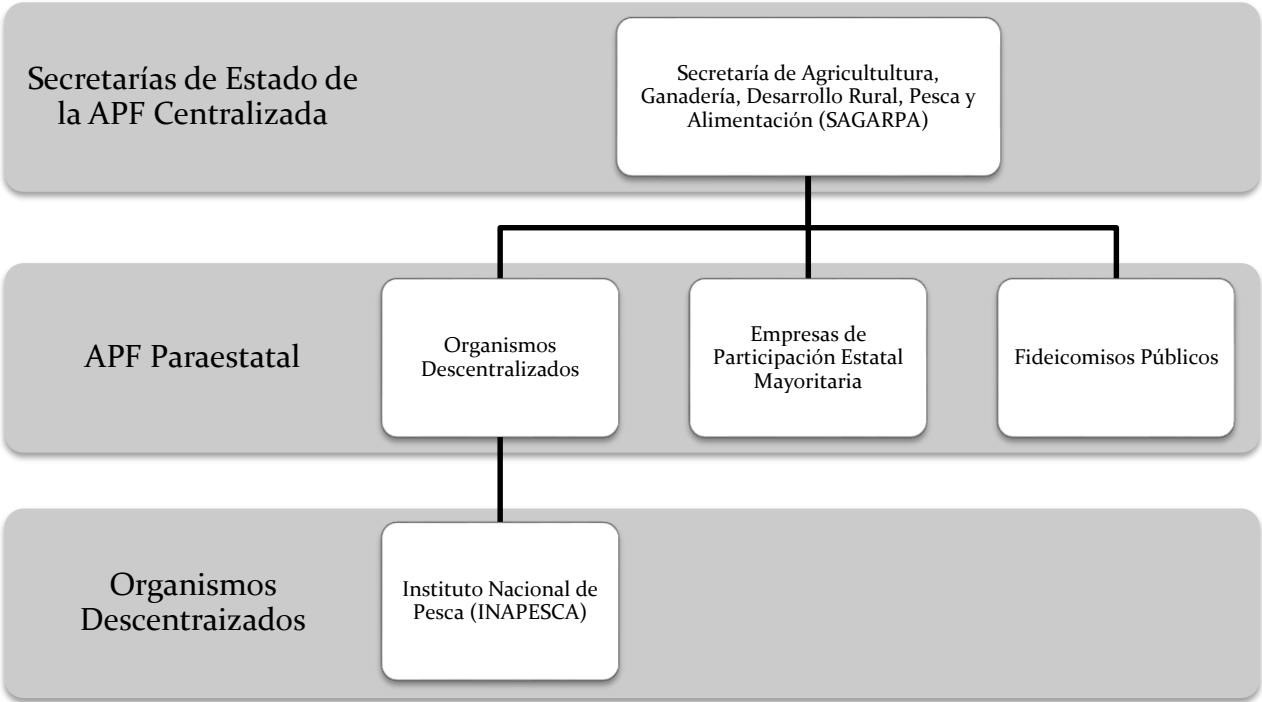 Secretarías de Estado de
la APF Centralizada
Secretaría de Agricultultura,
Ganadería, Desarrollo Rural, Pesca y
Alimentación (SAGARPA)
APF Paraestatal
Organismos
Descentralizados
Empresas de
Participación Estatal
Mayoritaria
Fideicomisos Públicos
Organismos
Descentraizados
Instituto Nacional de
Pesca (INAPESCA)